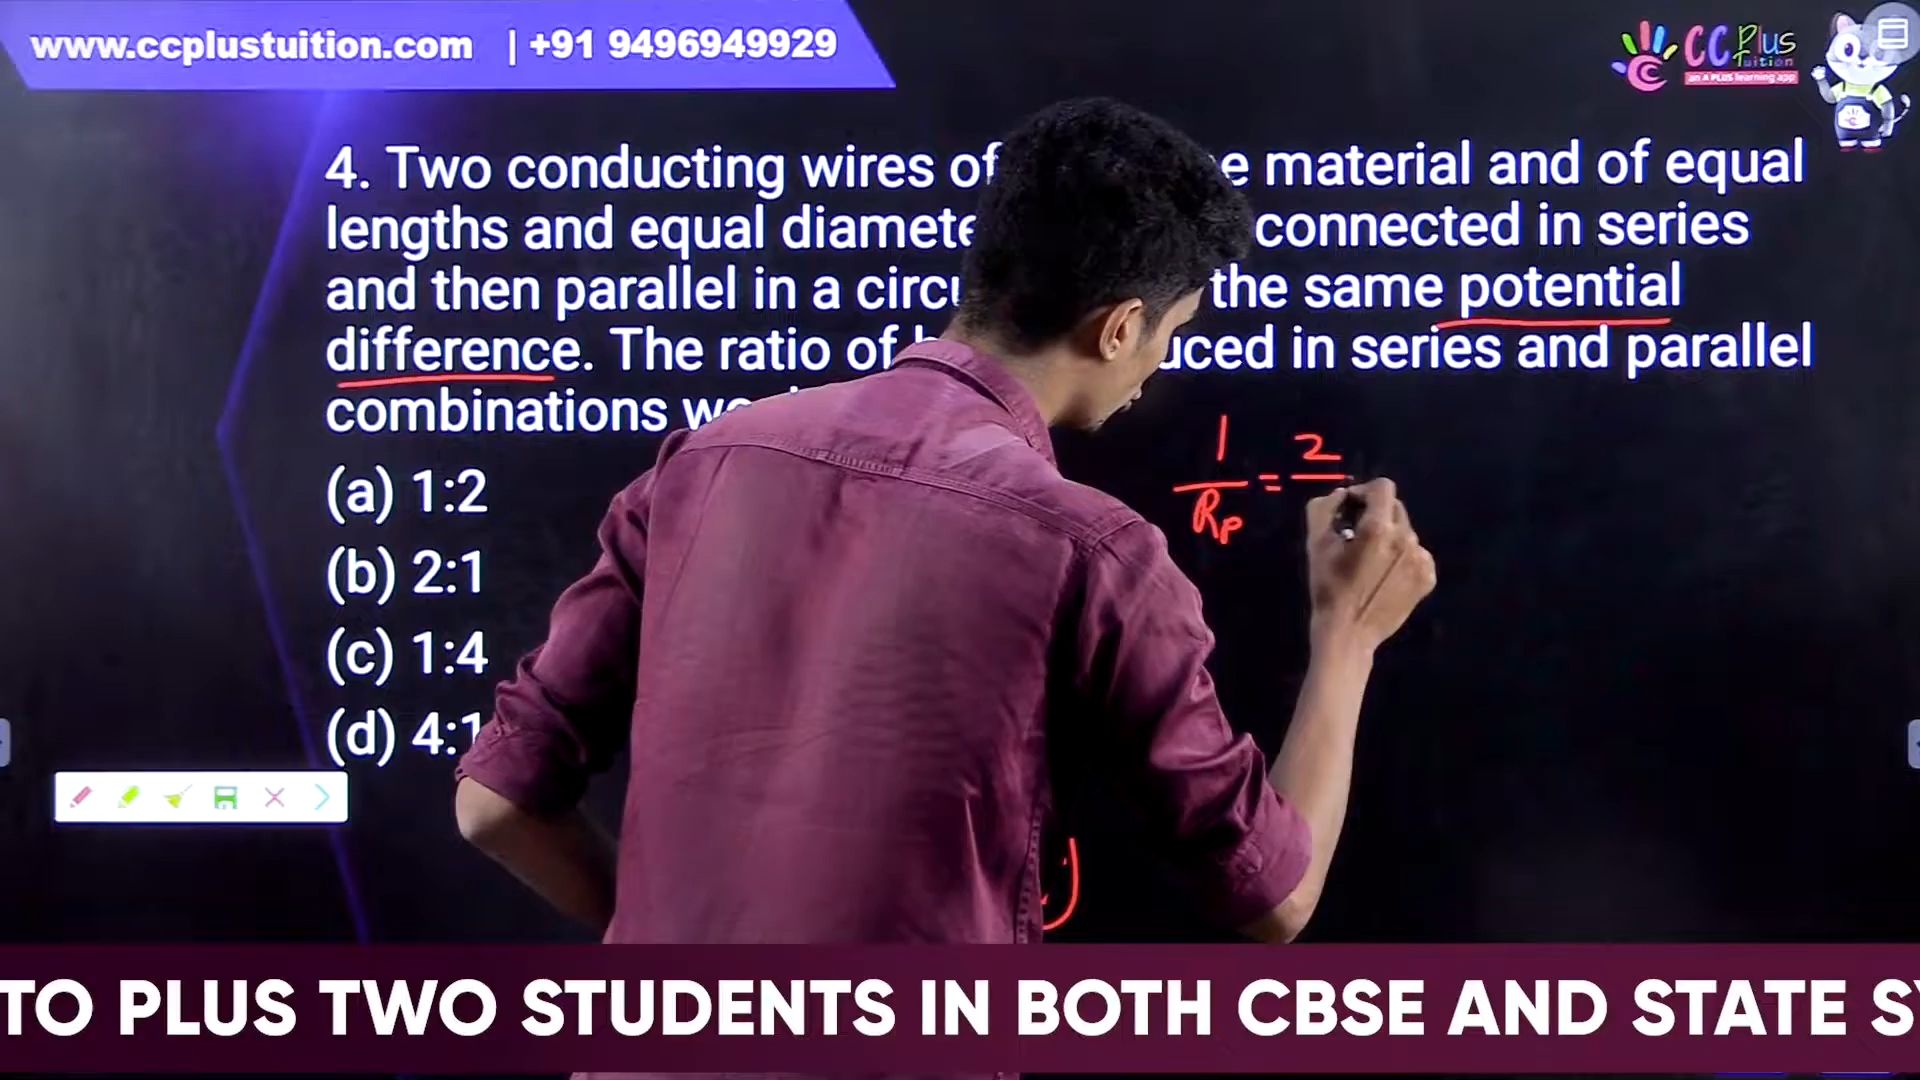 www.ccplustuition.com | +91 9496949929
CC Plus
Tuition
an A PLUS learning app
4. Two conducting wires of material and of equal
lengths and equal connected in series
and then parallel in a the same potential
difference. The ratio of in series and parallel
combinations
(a) 1:2
(b) 2:1
(c) 1:4
(d) 4:1
1/Rp = 2
TO PLUS TWO STUDENTS IN BOTH CBSE AND STATE